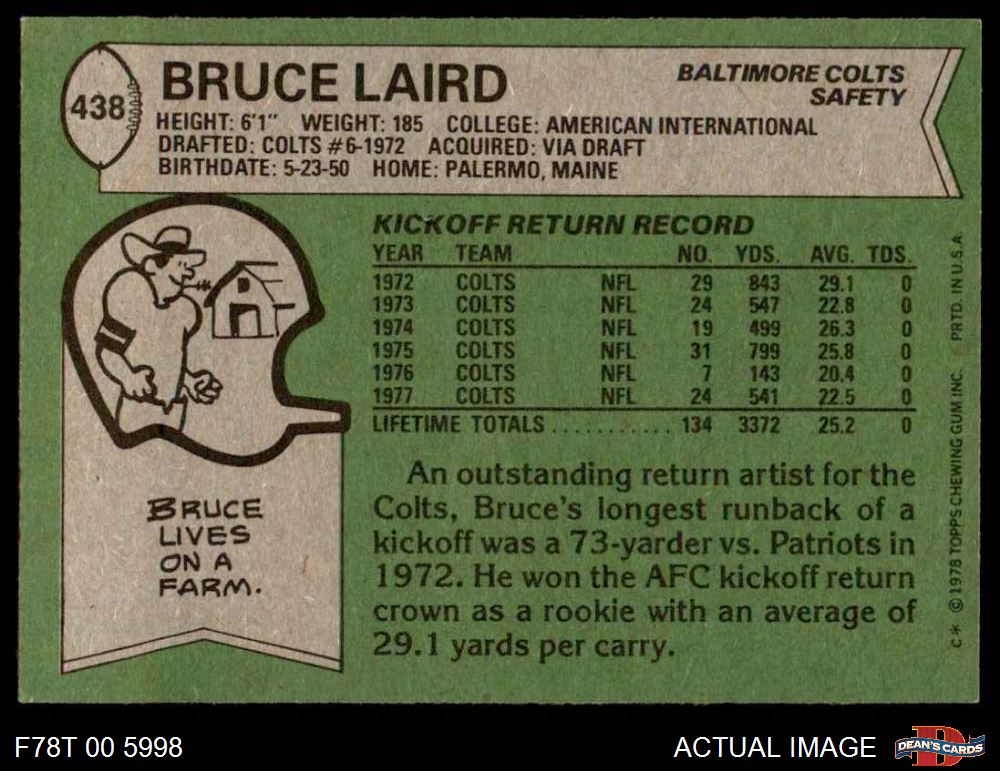 438
BRUCE LAIRD
BALTIMORE COLTS
SAFETY
HEIGHT: 6'1" WEIGHT: 185 COLLEGE: AMERICAN INTERNATIONAL
DRAFTED: COLTS #6-1972 ACQUIRED: VIA DRAFT
BIRTHDATE: 5-23-50 HOME: PALERMO, MAINE
KICKOFF RETURN RECORD
YEAR TEAM NO. YDS. AVG. TDS.
1972 COLTS NFL 29 843 29.1 0
1973 COLTS NFL 24 547 22.8 0
1974 COLTS NFL 19 499 26.3 0
1975 COLTS NFL 31 799 25.8 0
1976 COLTS NFL 7 143 20.4 0
1977 COLTS NFL 24 541 22.5 0
LIFETIME TOTALS........... 134 3372 25.2 0
An outstanding return artist for the
Colts, Bruce's longest runback of a
kickoff was a 73-yarder vs. Patriots in
1972. He won the AFC kickoff return
crown as a rookie with an average of
29.1 yards per carry.
BRUCE
LIVES
ON A
FARM.
C* © 1978 TOPPS CHEWING GUM INC. PRTD. IN U.S.A.
F78T 00 5998
ACTUAL IMAGE
D
DEAN'S CARDS